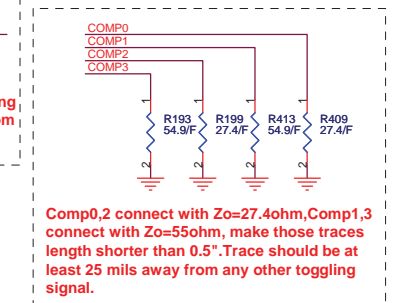 COMP0
COMP1
COMP2
COMP3
ing
om
1 1 1 1
R193 R199 R413 R409
54.9/F 27.4/F 54.9/F 27.4/F
2 2 2 2
Comp0,2 connect with Zo=27.4ohm,Comp1,3
connect with Zo=55ohm, make those traces
length shorter than 0.5".Trace should be at
least 25 mils away from any other toggling
signal.